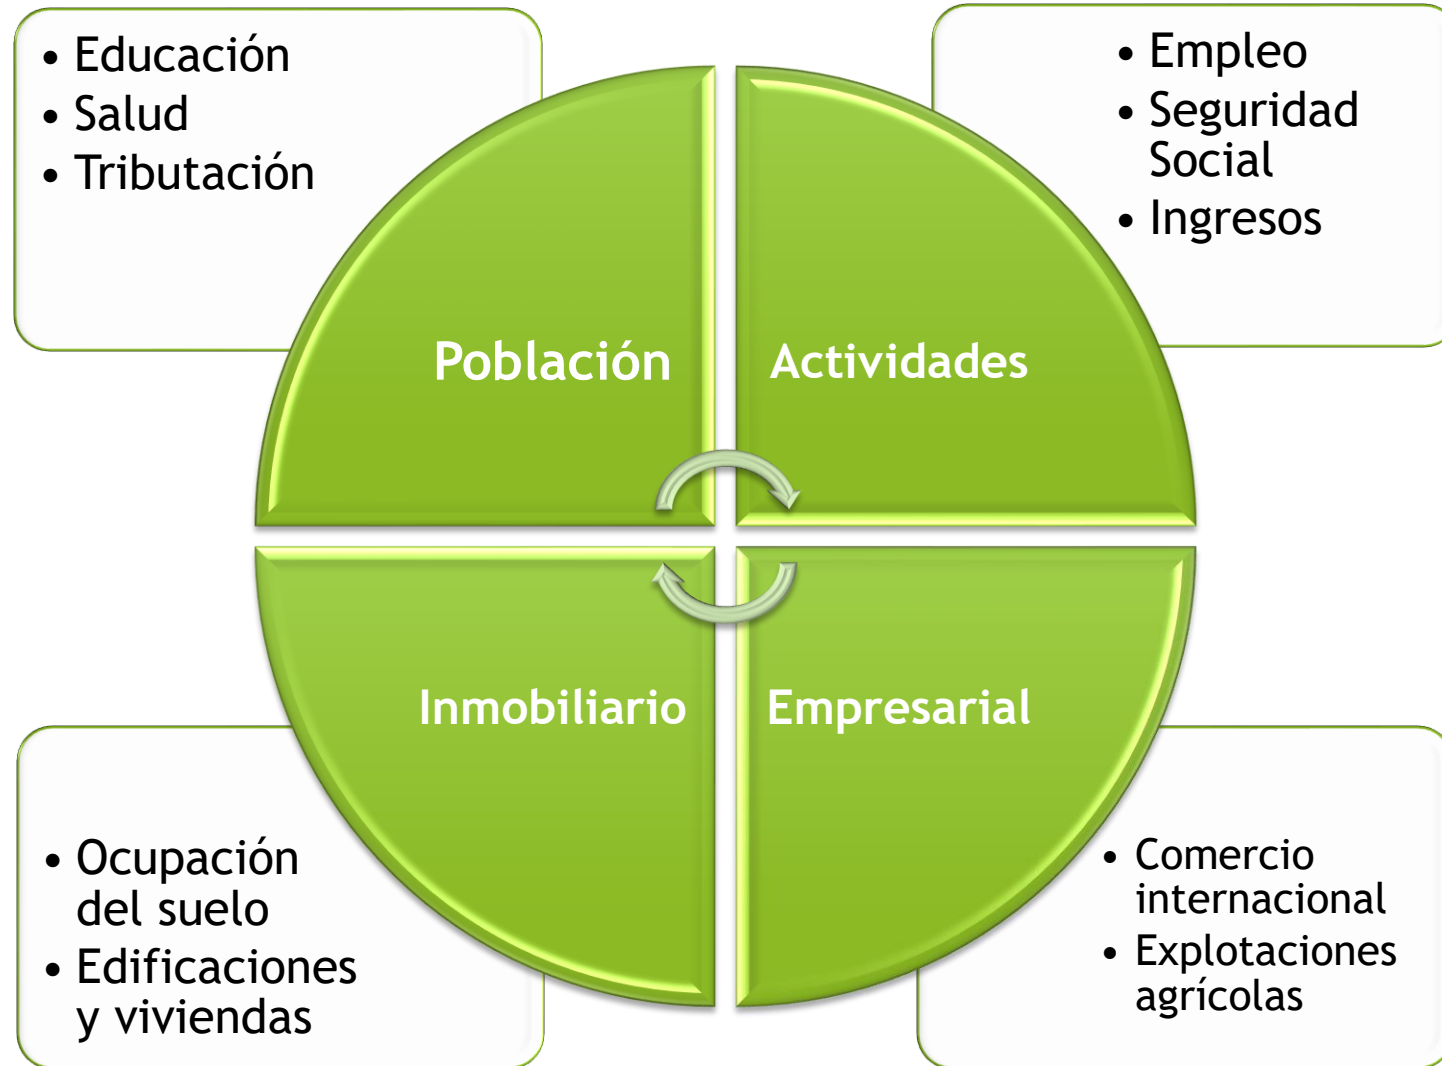 • Educación
• Salud
• Tributación
• Empleo
• Seguridad
Social
• Ingresos
Población
Actividades
Inmobiliario
Empresarial
• Ocupación
del suelo
• Edificaciones
y viviendas
• Comercio
internacional
• Explotaciones
agrícolas